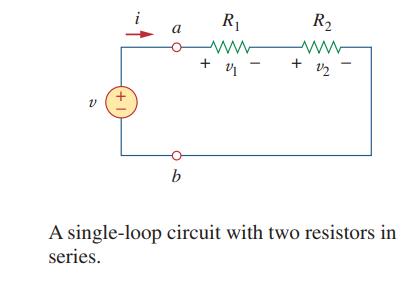 i
a
R₁
R₂
+ v₁ −
+ v₂ −
v
+
−
b
A single-loop circuit with two resistors in
series.